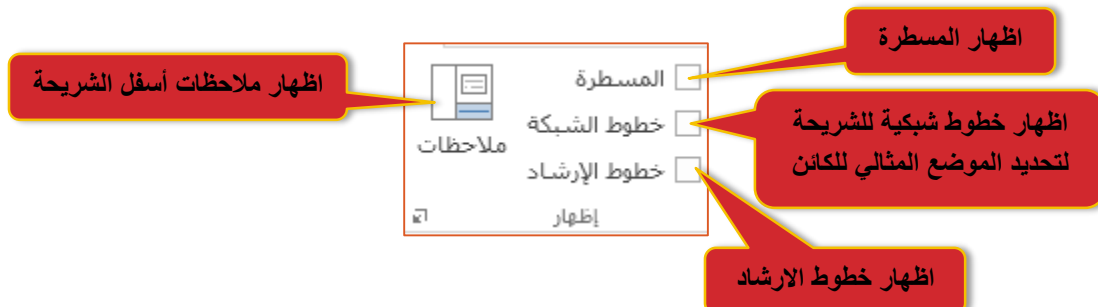 اظهار المسطرة
المسطرة
اظهار ملاحظات أسفل الشريحة
اظهار خطوط شبكية للشريحة
لتحديد الموضع المثالي للكائن
خطوط الشبكة
ملاحظات
خطوط الإرشاد
إظهار
اظهار خطوط الارشاد